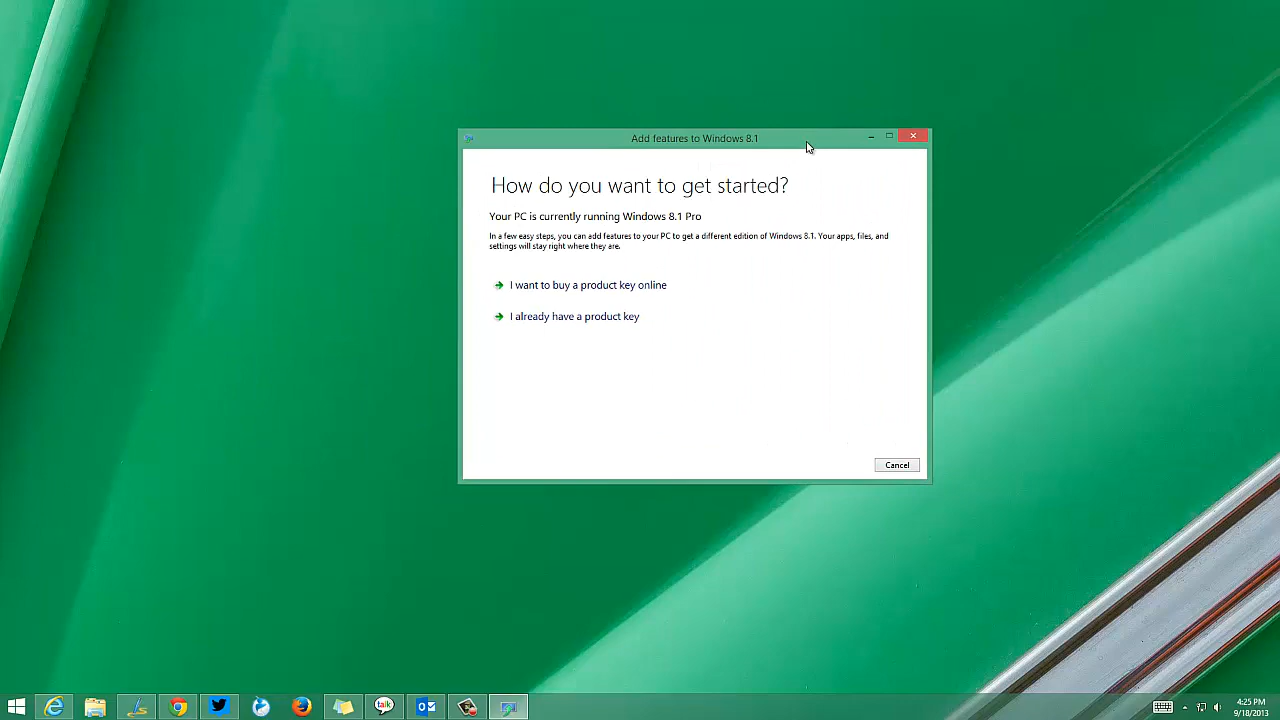 Add features to Windows 8.1
How do you want to get started?
Your PC is currently running Windows 8.1 Pro
In a few easy steps, you can add features to your PC to get a different edition of Windows 8.1. Your apps, files, and
settings will stay right where they are.
I want to buy a product key online
I already have a product key
Cancel
talk
4:25 PM
9/18/2013